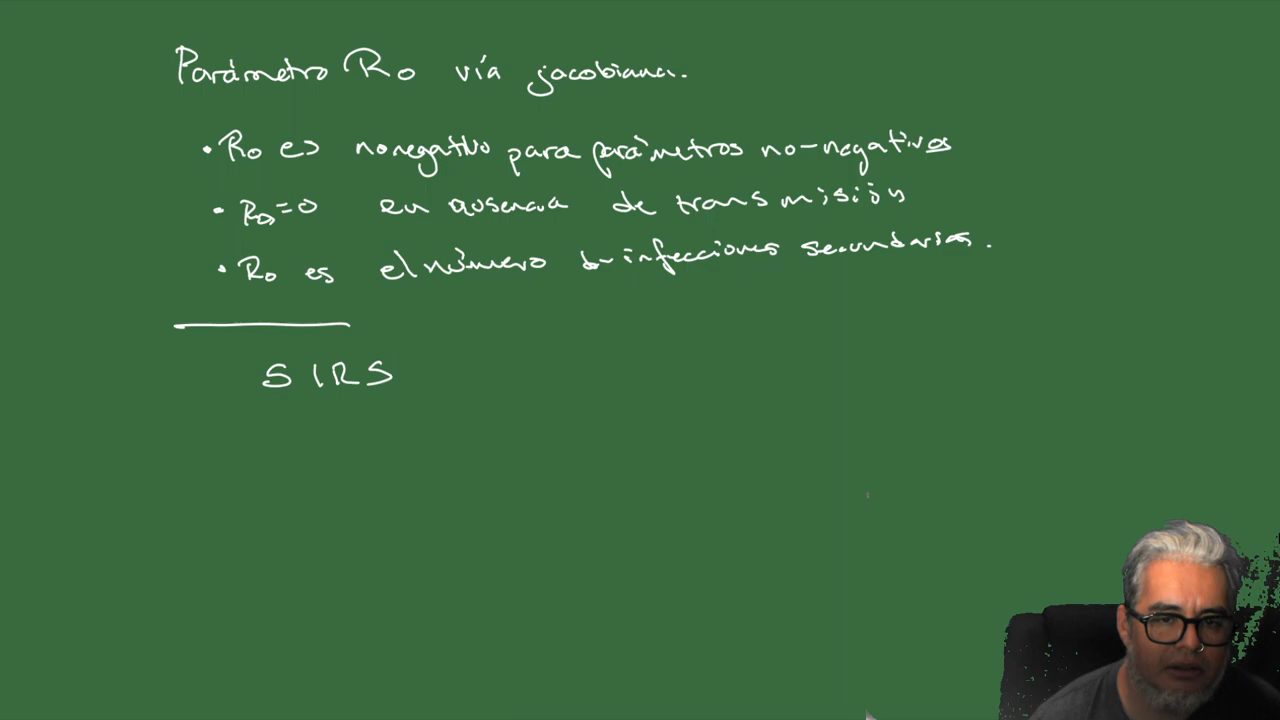 Parámetro Ro vía jacobiana.
• Ro es nonegativo para parámetros no-negativos
• Ro=0 en ausencia de transmisión
• Ro es el número de infecciones secundarias.
SIRS